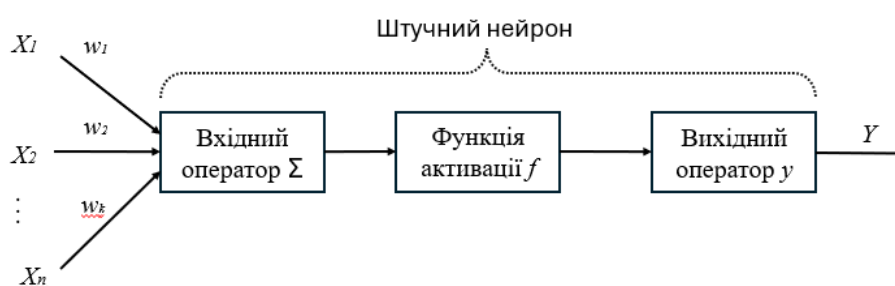 Штучний нейрон
X1
w1
X2
w2
⋮
wk
Xn
Вхідний
оператор Σ
Функція
активації f
Вихідний
оператор y
Y